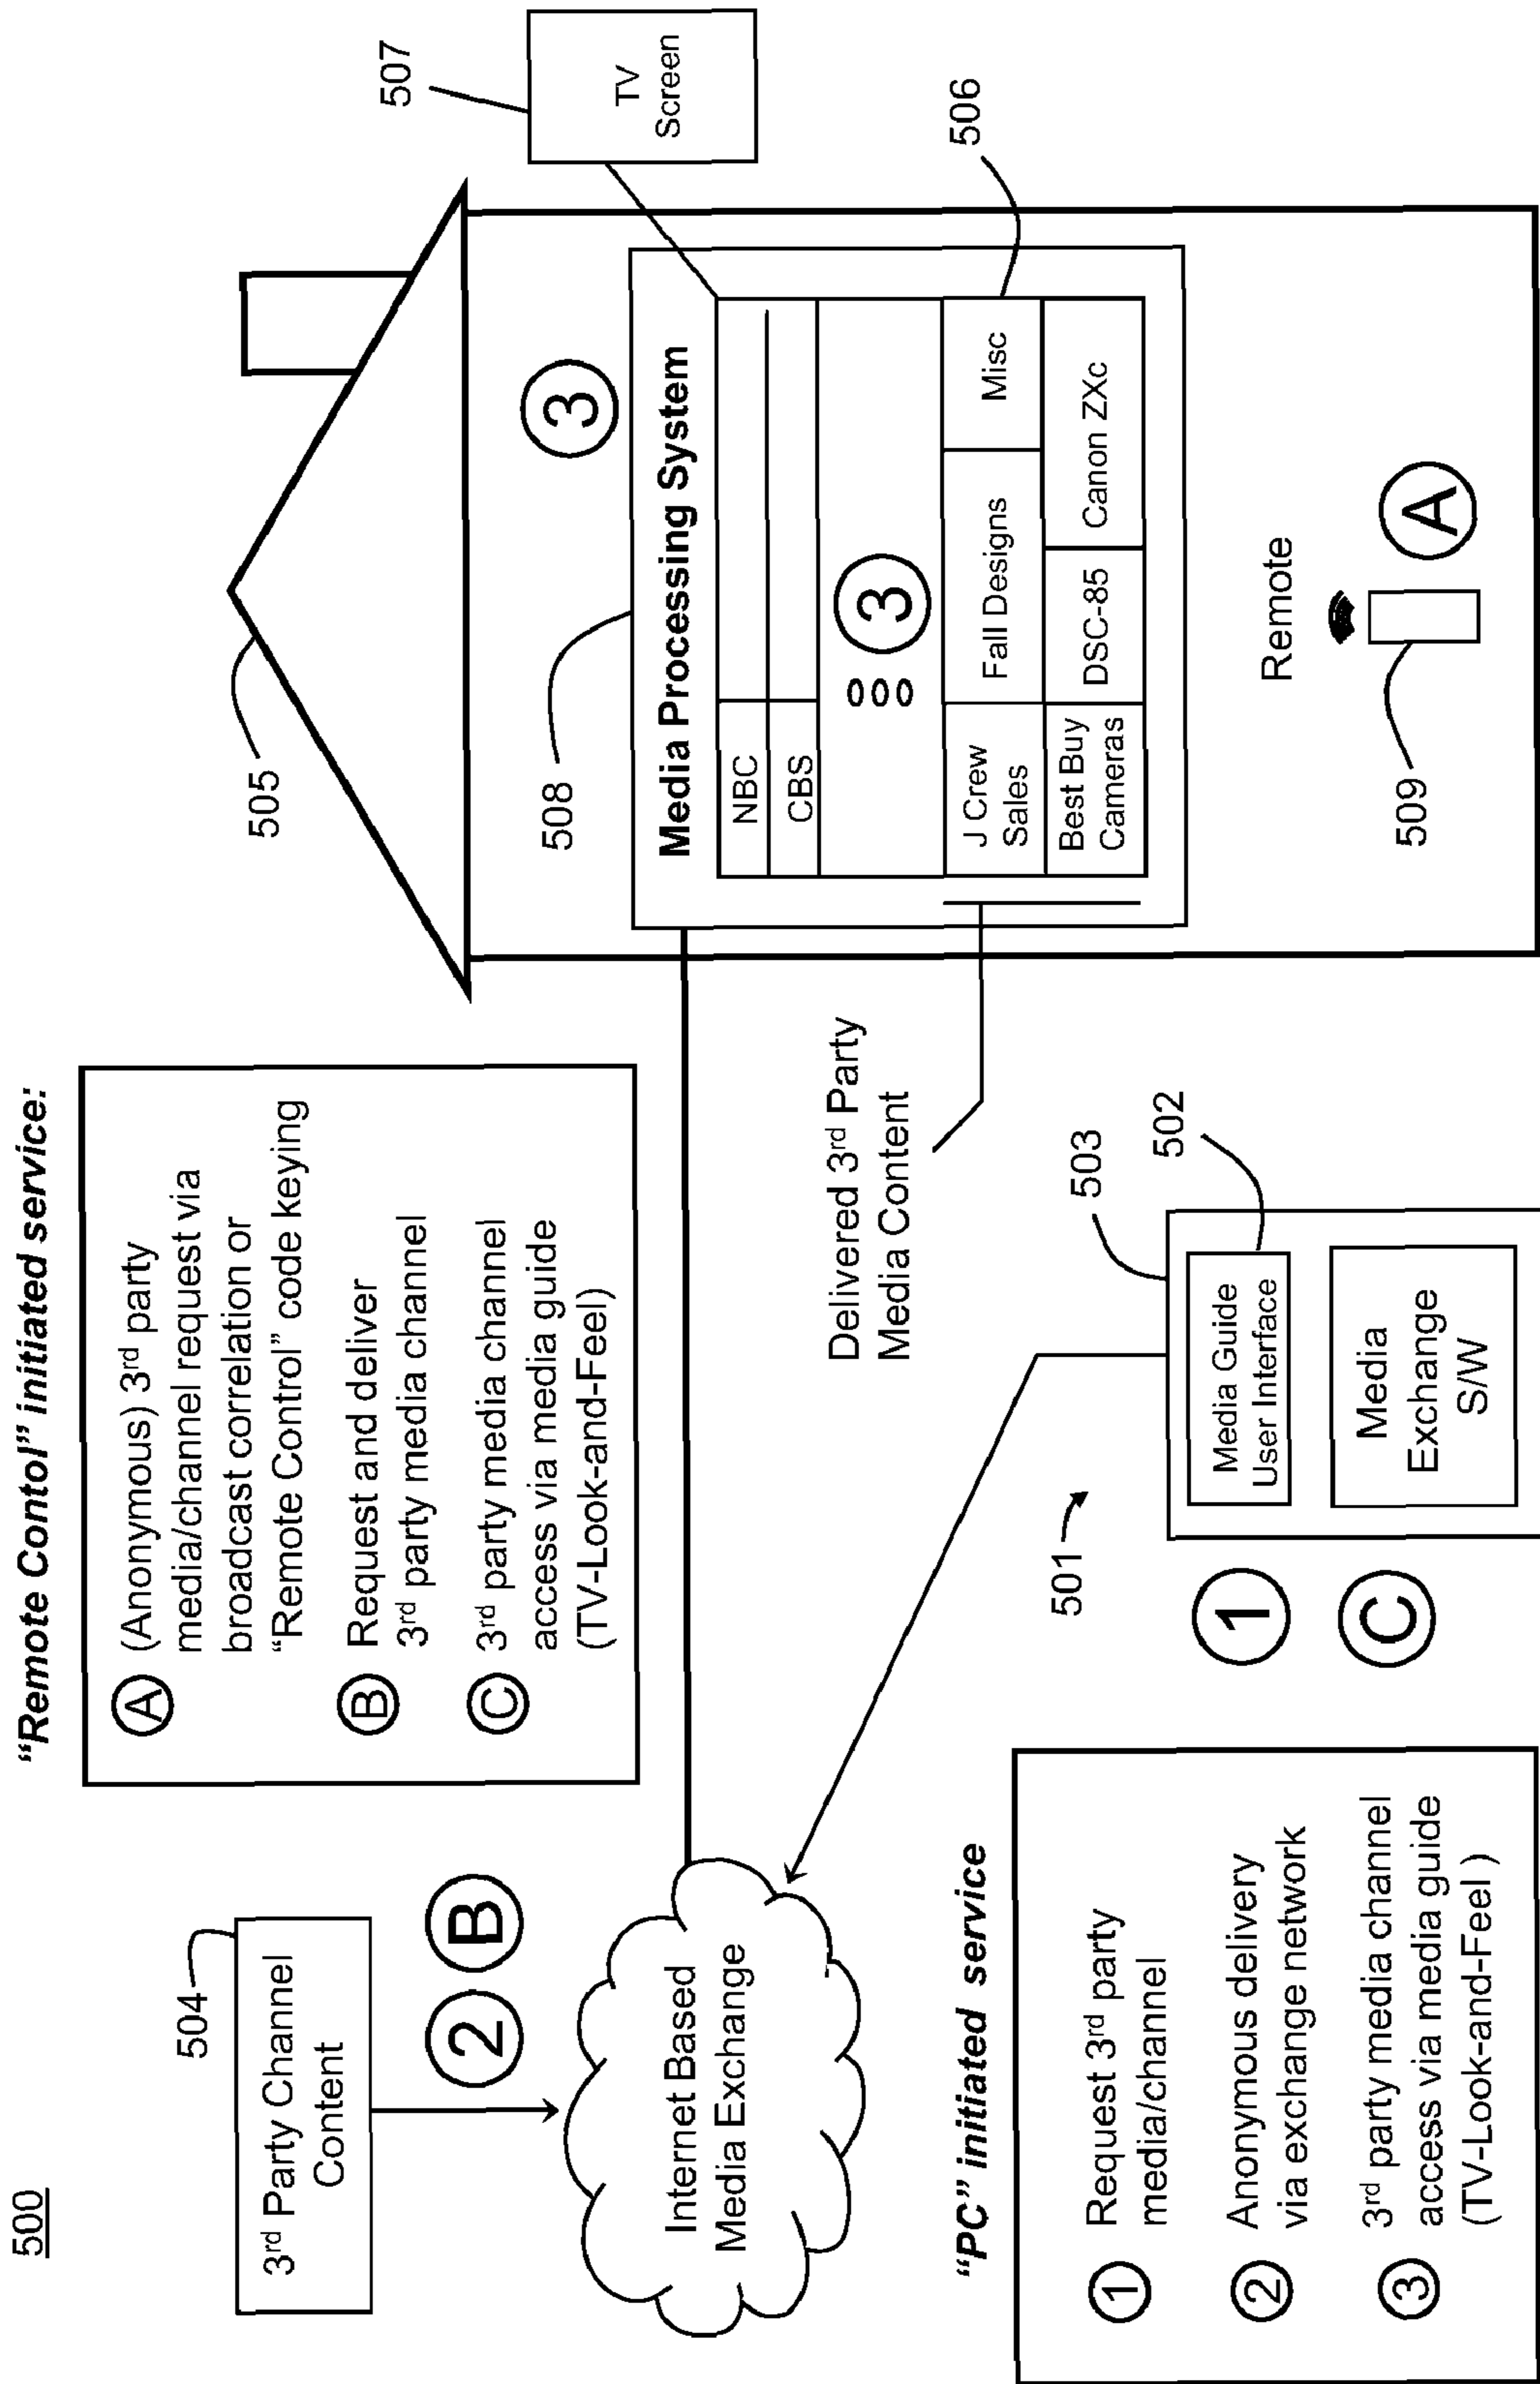 500
"Remote Contol" initiated service:
504
3rd Party Channel
Content
2
B
A
(Anonymous) 3rd party
media/channel request via
broadcast correlation or
"Remote Control" code keying
B
Request and deliver
3rd party media channel
C
3rd party media channel
access via media guide
(TV-Look-and-Feel)
505
507
TV
Screen
508
3
Media Processing System
NBC
CBS
000
3
J Crew
Sales
Fall Designs
Misc
506
Best Buy
Cameras
DSC-85
Canon ZXc
Remote
509
A
Internet Based
Media Exchange
Delivered 3rd Party
Media Content
"PC" initiated service
1
Request 3rd party
media/channel
2
Anonymous delivery
via exchange network
3
3rd party media channel
access via media guide
(TV-Look-and-Feel )
501
503
502
1
C
Media Guide
User Interface
Media
Exchange
S/W